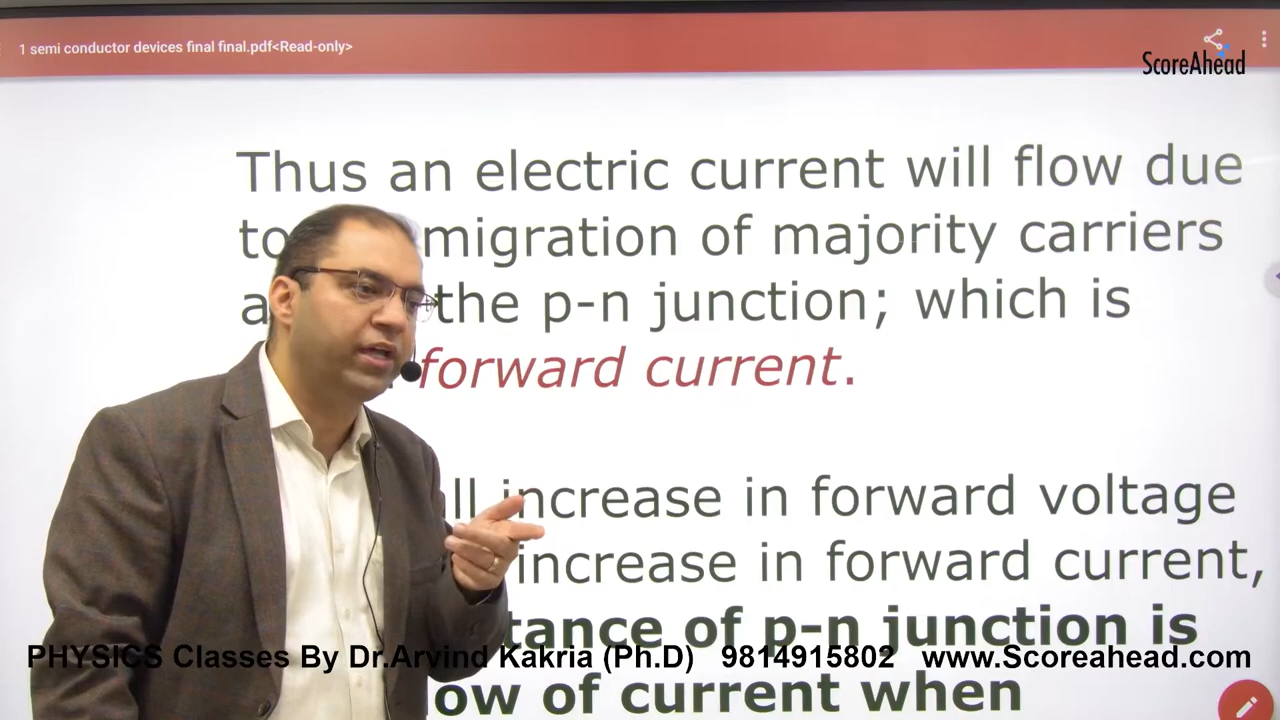 1 semi conductor devices final final.pdf<Read-only>
ScoreAhead
Thus an electric current will flow due
to migration of majority carriers
the p-n junction; which is
forward current.
increase in forward voltage
increase in forward current,
of p-n junction is
of current when
PHYSICS Classes By Dr.Arvind Kakria (Ph.D) 9814915802 www.Scoreahead.com